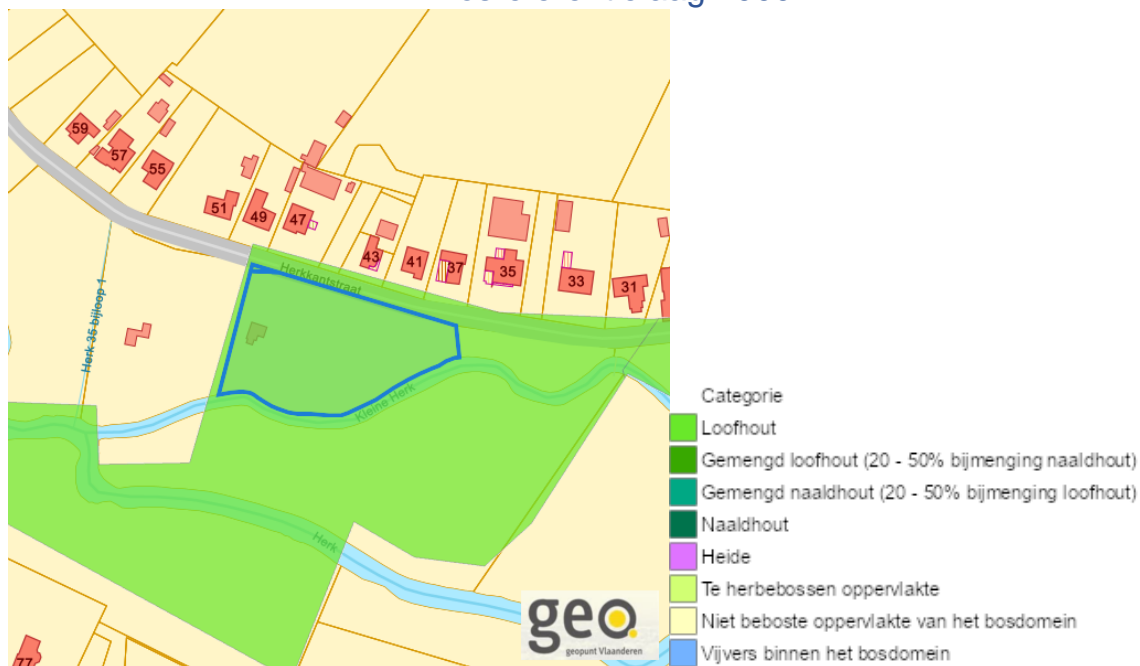 59
57
55
51
49
47
43
41
37
35
33
31
Herkkantstraat
Herk 35 bijloop 1
Kleine Herk
Herk
77
geo
geopunt Vlaanderen
Categorie
Loofhout
Gemengd loofhout (20 - 50% bijmenging naaldhout)
Gemengd naaldhout (20 - 50% bijmenging loofhout)
Naaldhout
Heide
Te herbebossen oppervlakte
Niet beboste oppervlakte van het bosdomein
Vijvers binnen het bosdomein